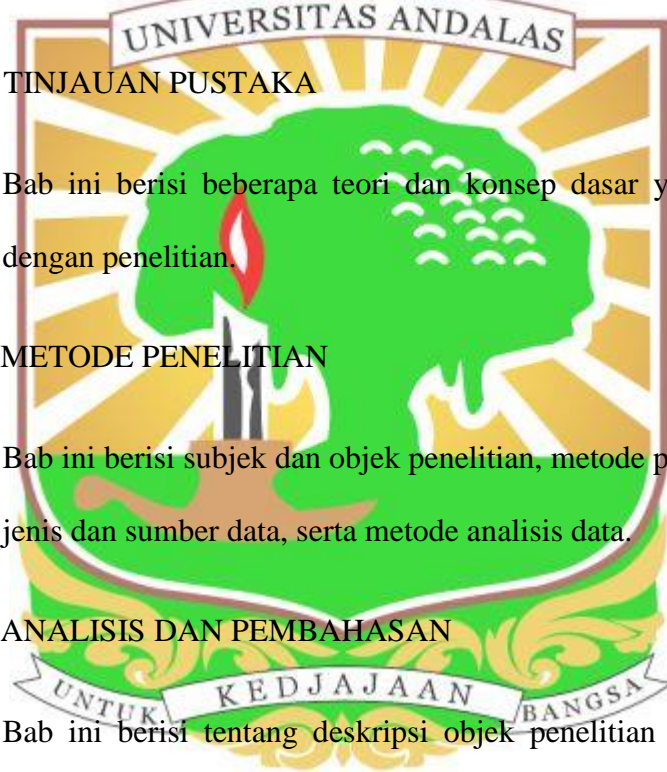 UNIVERSITAS ANDALAS
TINJAUAN PUSTAKA
Bab ini berisi beberapa teori dan konsep dasar y
dengan penelitian.
METODE PENELITIAN
Bab ini berisi subjek dan objek penelitian, metode p
jenis dan sumber data, serta metode analisis data.
ANALISIS DAN PEMBAHASAN
UNTUK KEDJAJAAN BANGSA
Bab ini berisi tentang deskripsi objek penelitian